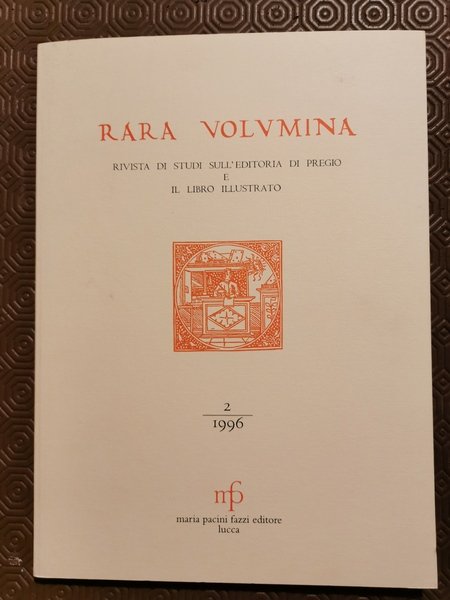 RARA VOLVMINA
RIVISTA DI STUDI SULL'EDITORIA DI PREGIO
E
IL LIBRO ILLUSTRATO
2
1996
mpf
maria pacini fazzi editore
lucca